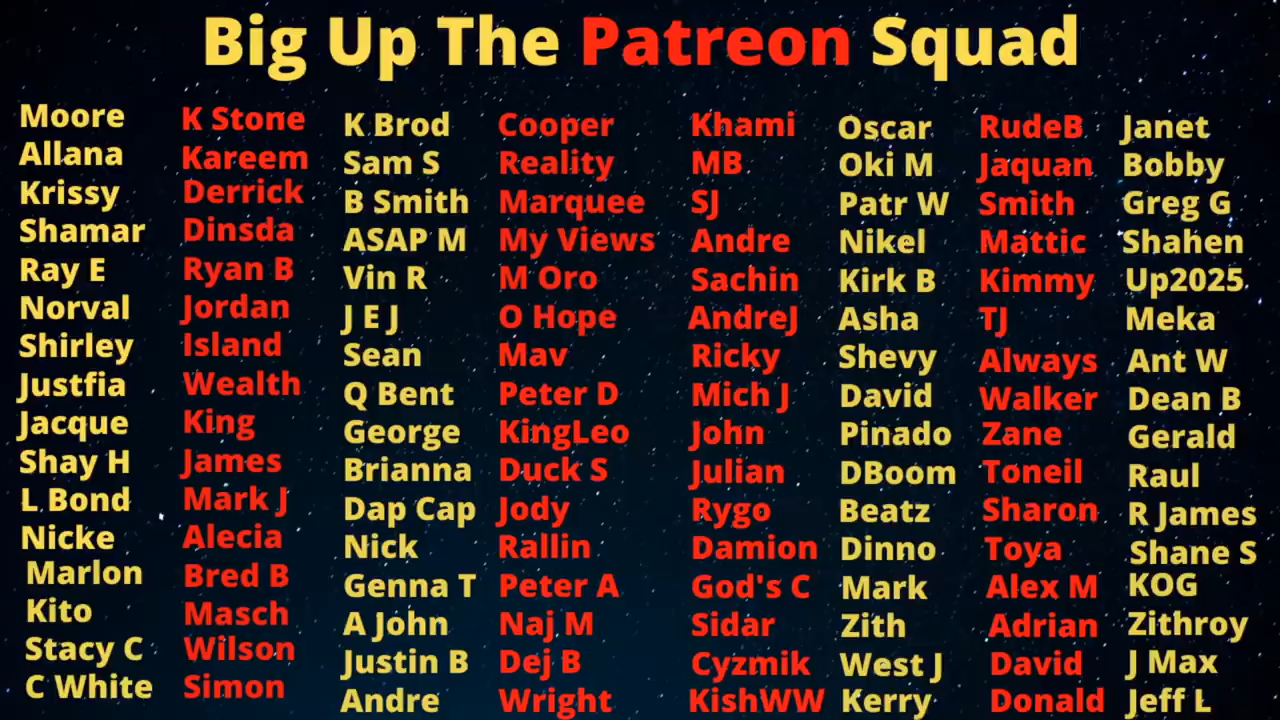 Big Up The Patreon Squad
Moore
Allana
Krissy
Shamar
Ray E
Norval
Shirley
Justfia
Jacque
Shay H
L Bond
Nicke
Marlon
Kito
Stacy C
C White
K Stone
Kareem
Derrick
Dinsda
Ryan B
Jordan
Island
Wealth
King
James
Mark J
Alecia
Bred B
Masch
Wilson
Simon
K Brod
Sam S
B Smith
ASAP M
Vin R
J E J
Sean
Q Bent
George
Brianna
Dap Cap
Nick
Genna T
A John
Justin B
Andre
Cooper
Reality
Marquee
My Views
M Oro
O Hope
Mav
Peter D
KingLeo
Duck S
Jody
Rallin
Peter A
Naj M
Dej B
Wright
Khami
MB
SJ
Andre
Sachin
AndreJ
Ricky
Mich J
John
Julian
Rygo
Damion
God's C
Sidar
Cyzmik
KishWW
Oscar
Oki M
Patr W
Nikel
Kirk B
Asha
Shevy
David
Pinado
DBoom
Beatz
Dinno
Mark
Zith
West J
Kerry
RudeB
Jaquan
Smith
Mattic
Kimmy
TJ
Always
Walker
Zane
Toneil
Sharon
Toya
Alex M
Adrian
David
Donald
Janet
Bobby
Greg G
Shahen
Up2025
Meka
Ant W
Dean B
Gerald
Raul
R James
Shane S
KOG
Zithroy
J Max
Jeff L